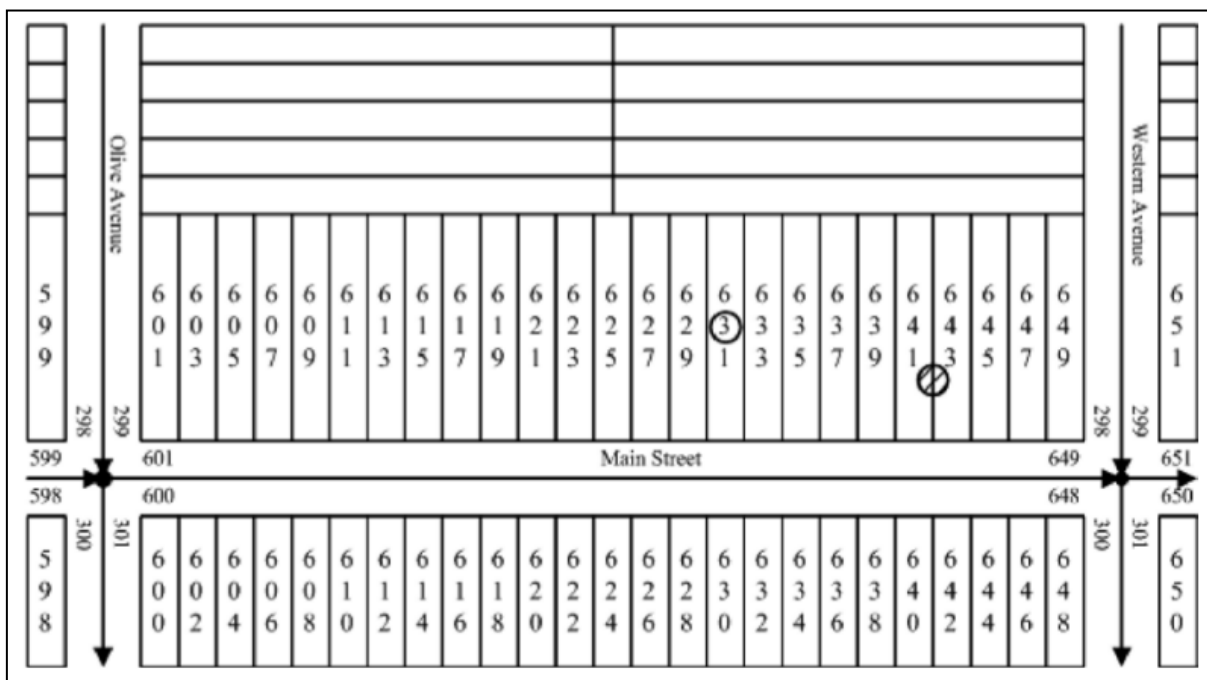 Olive Avenue
Western Avenue
599 601 603 605 607 609 611 613 615 617 619 621 623 625 627 629 631 633 635 637 639 641 643 645 647 649 651
298 299 298 299
599 601 Main Street 649 651
598 600 648 650
300 301 300 301
598 600 602 604 606 608 610 612 614 616 618 620 622 624 626 628 630 632 634 636 638 640 642 644 646 648 650